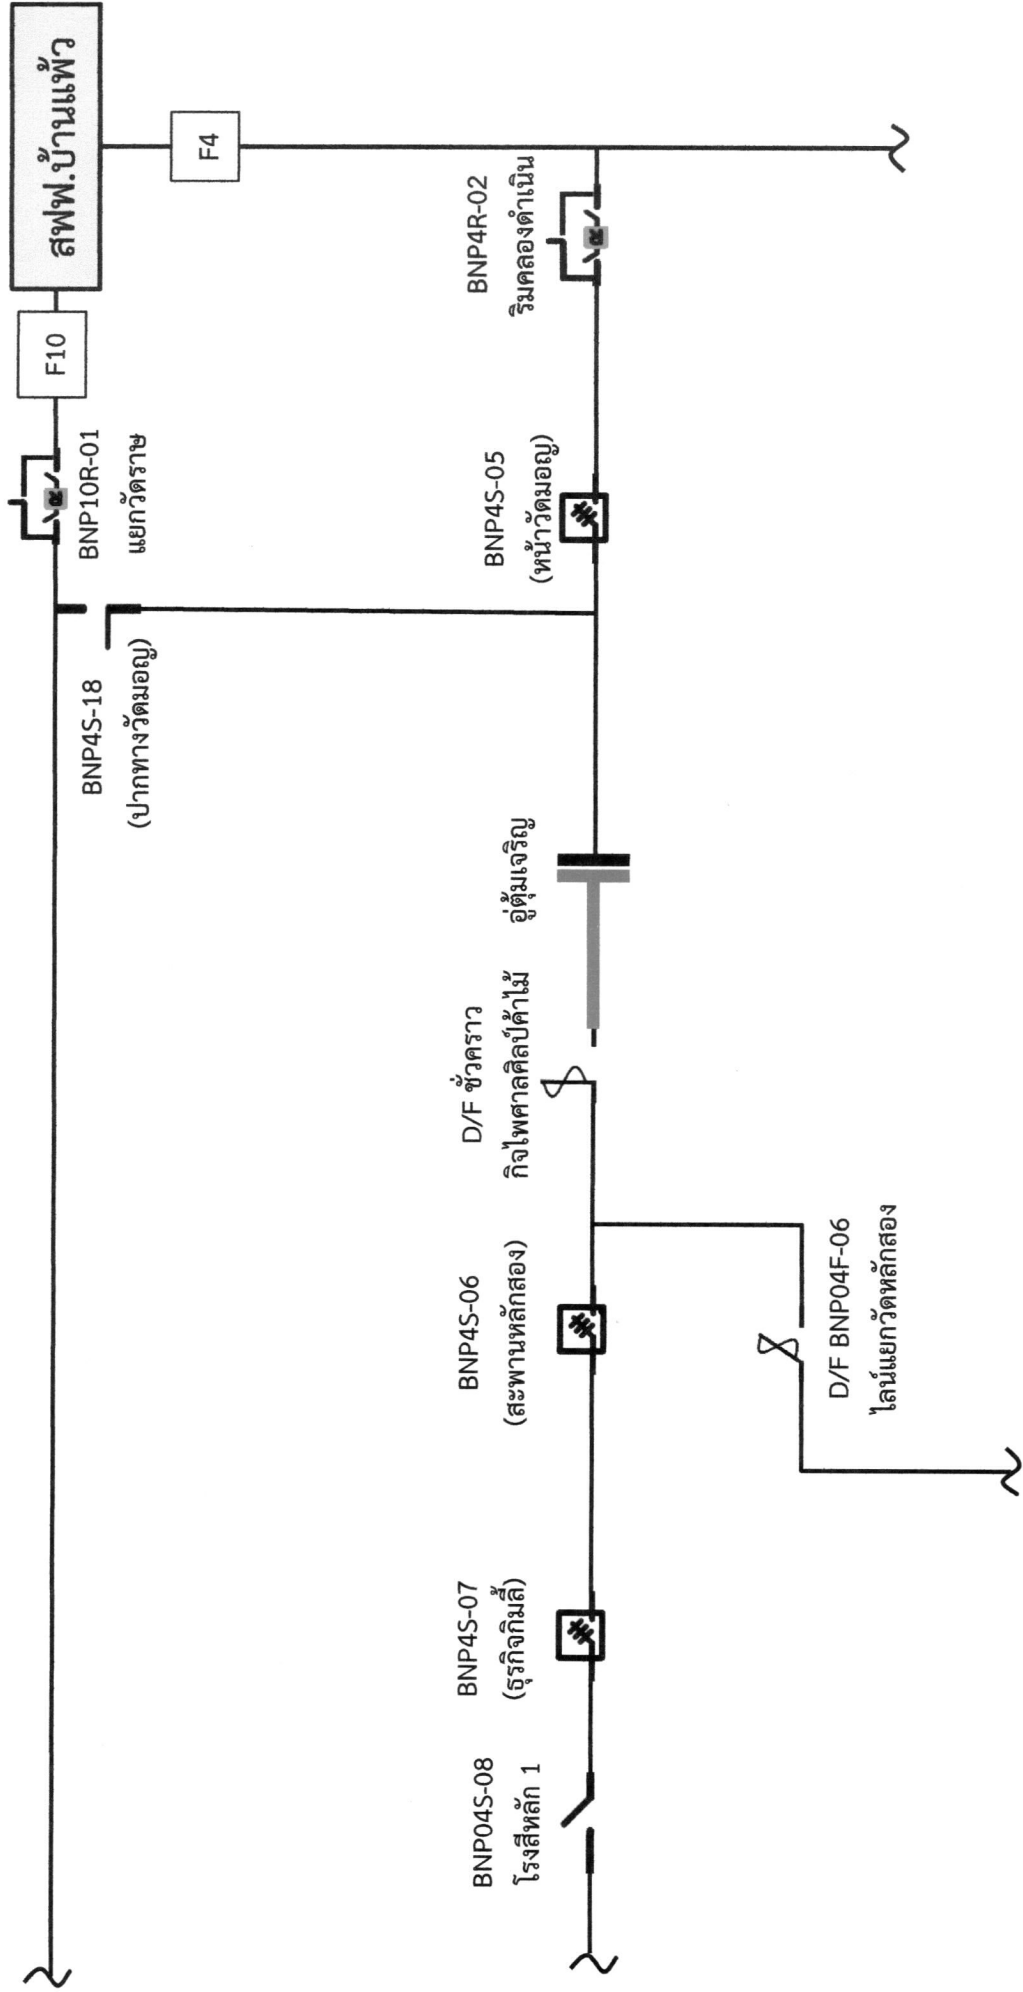 สฟฟ.บ้านแพ้ว
F10
BNP10R-01
แยกวัดราษ
BNP4S-18
(ปากทางวัดมอญ)
F4
BNP04S-08
โรงสีหลัก 1
BNP4S-07
(ธุรกิจกิมลี้)
BNP4S-06
(สะพานหลักสอง)
D/F ชั่วคราว
กิจไพศาลศิลป์ค้าไม้
อู่ตุ้มเจริญ
BNP4S-05
(หน้าวัดมอญ)
BNP4R-02
ริมคลองดำเนิน
D/F BNP04F-06
ไลน์แยกวัดหลักสอง